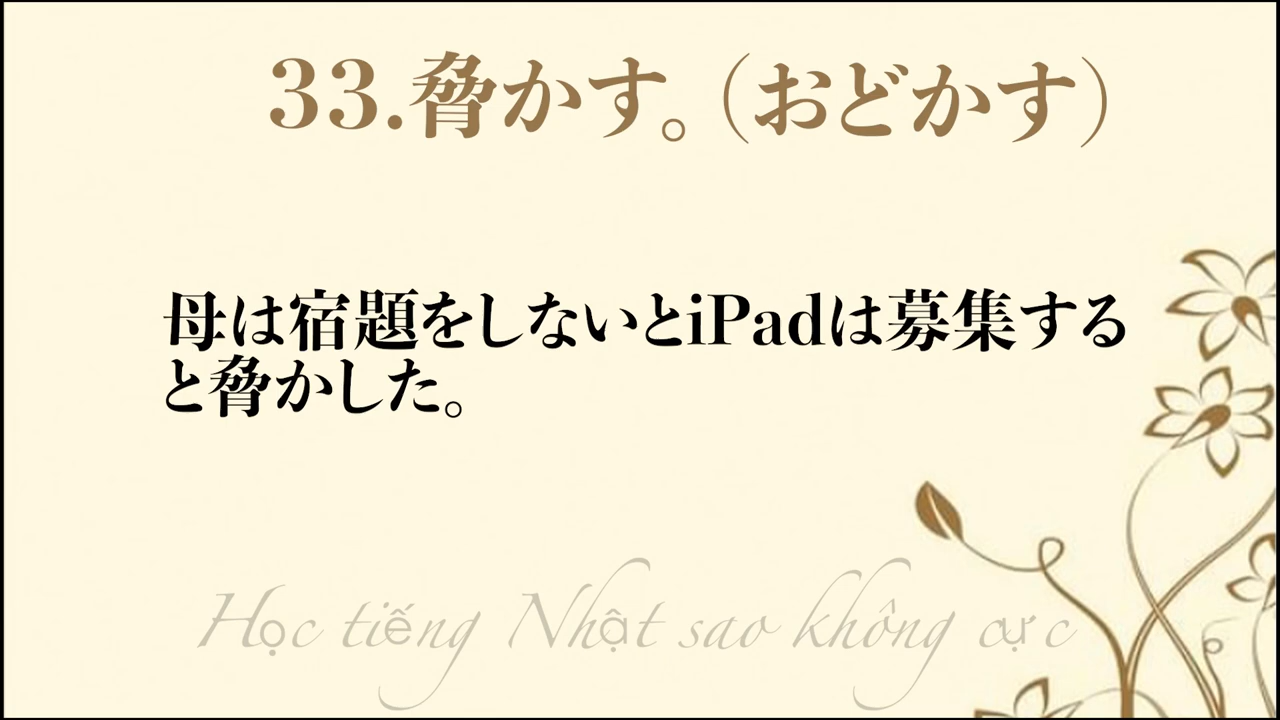 33.脅かす。(おどかす)
母は宿題をしないとiPadは募集する
と脅かした。
Học tiếng Nhật sao không cực